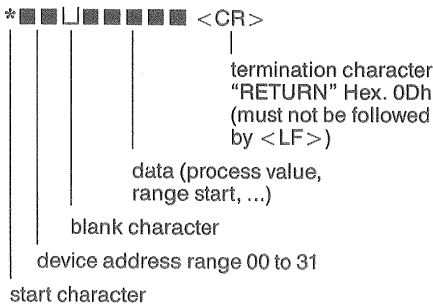 *■■⌴■■■■■ <CR>
termination character
“RETURN” Hex. 0Dh
(must not be followed
by <LF>)
data (process value,
range start, ...)
blank character
device address range 00 to 31
start character